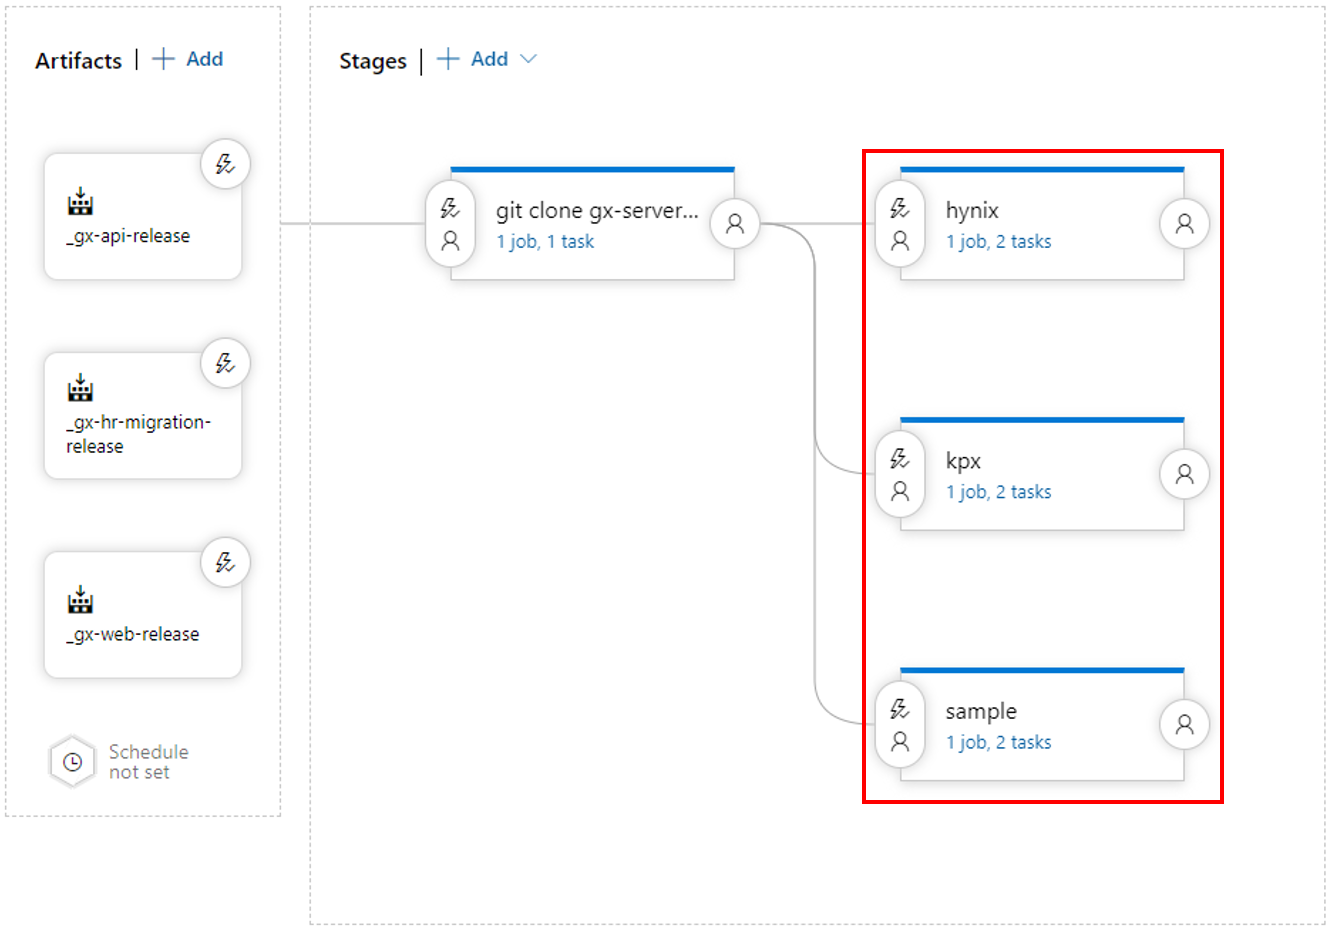 Artifacts | + Add
_gx-api-release
_gx-hr-migration-
release
_gx-web-release
Schedule
not set
Stages | + Add
git clone gx-server...
1 job, 1 task
hynix
1 job, 2 tasks
kpx
1 job, 2 tasks
sample
1 job, 2 tasks